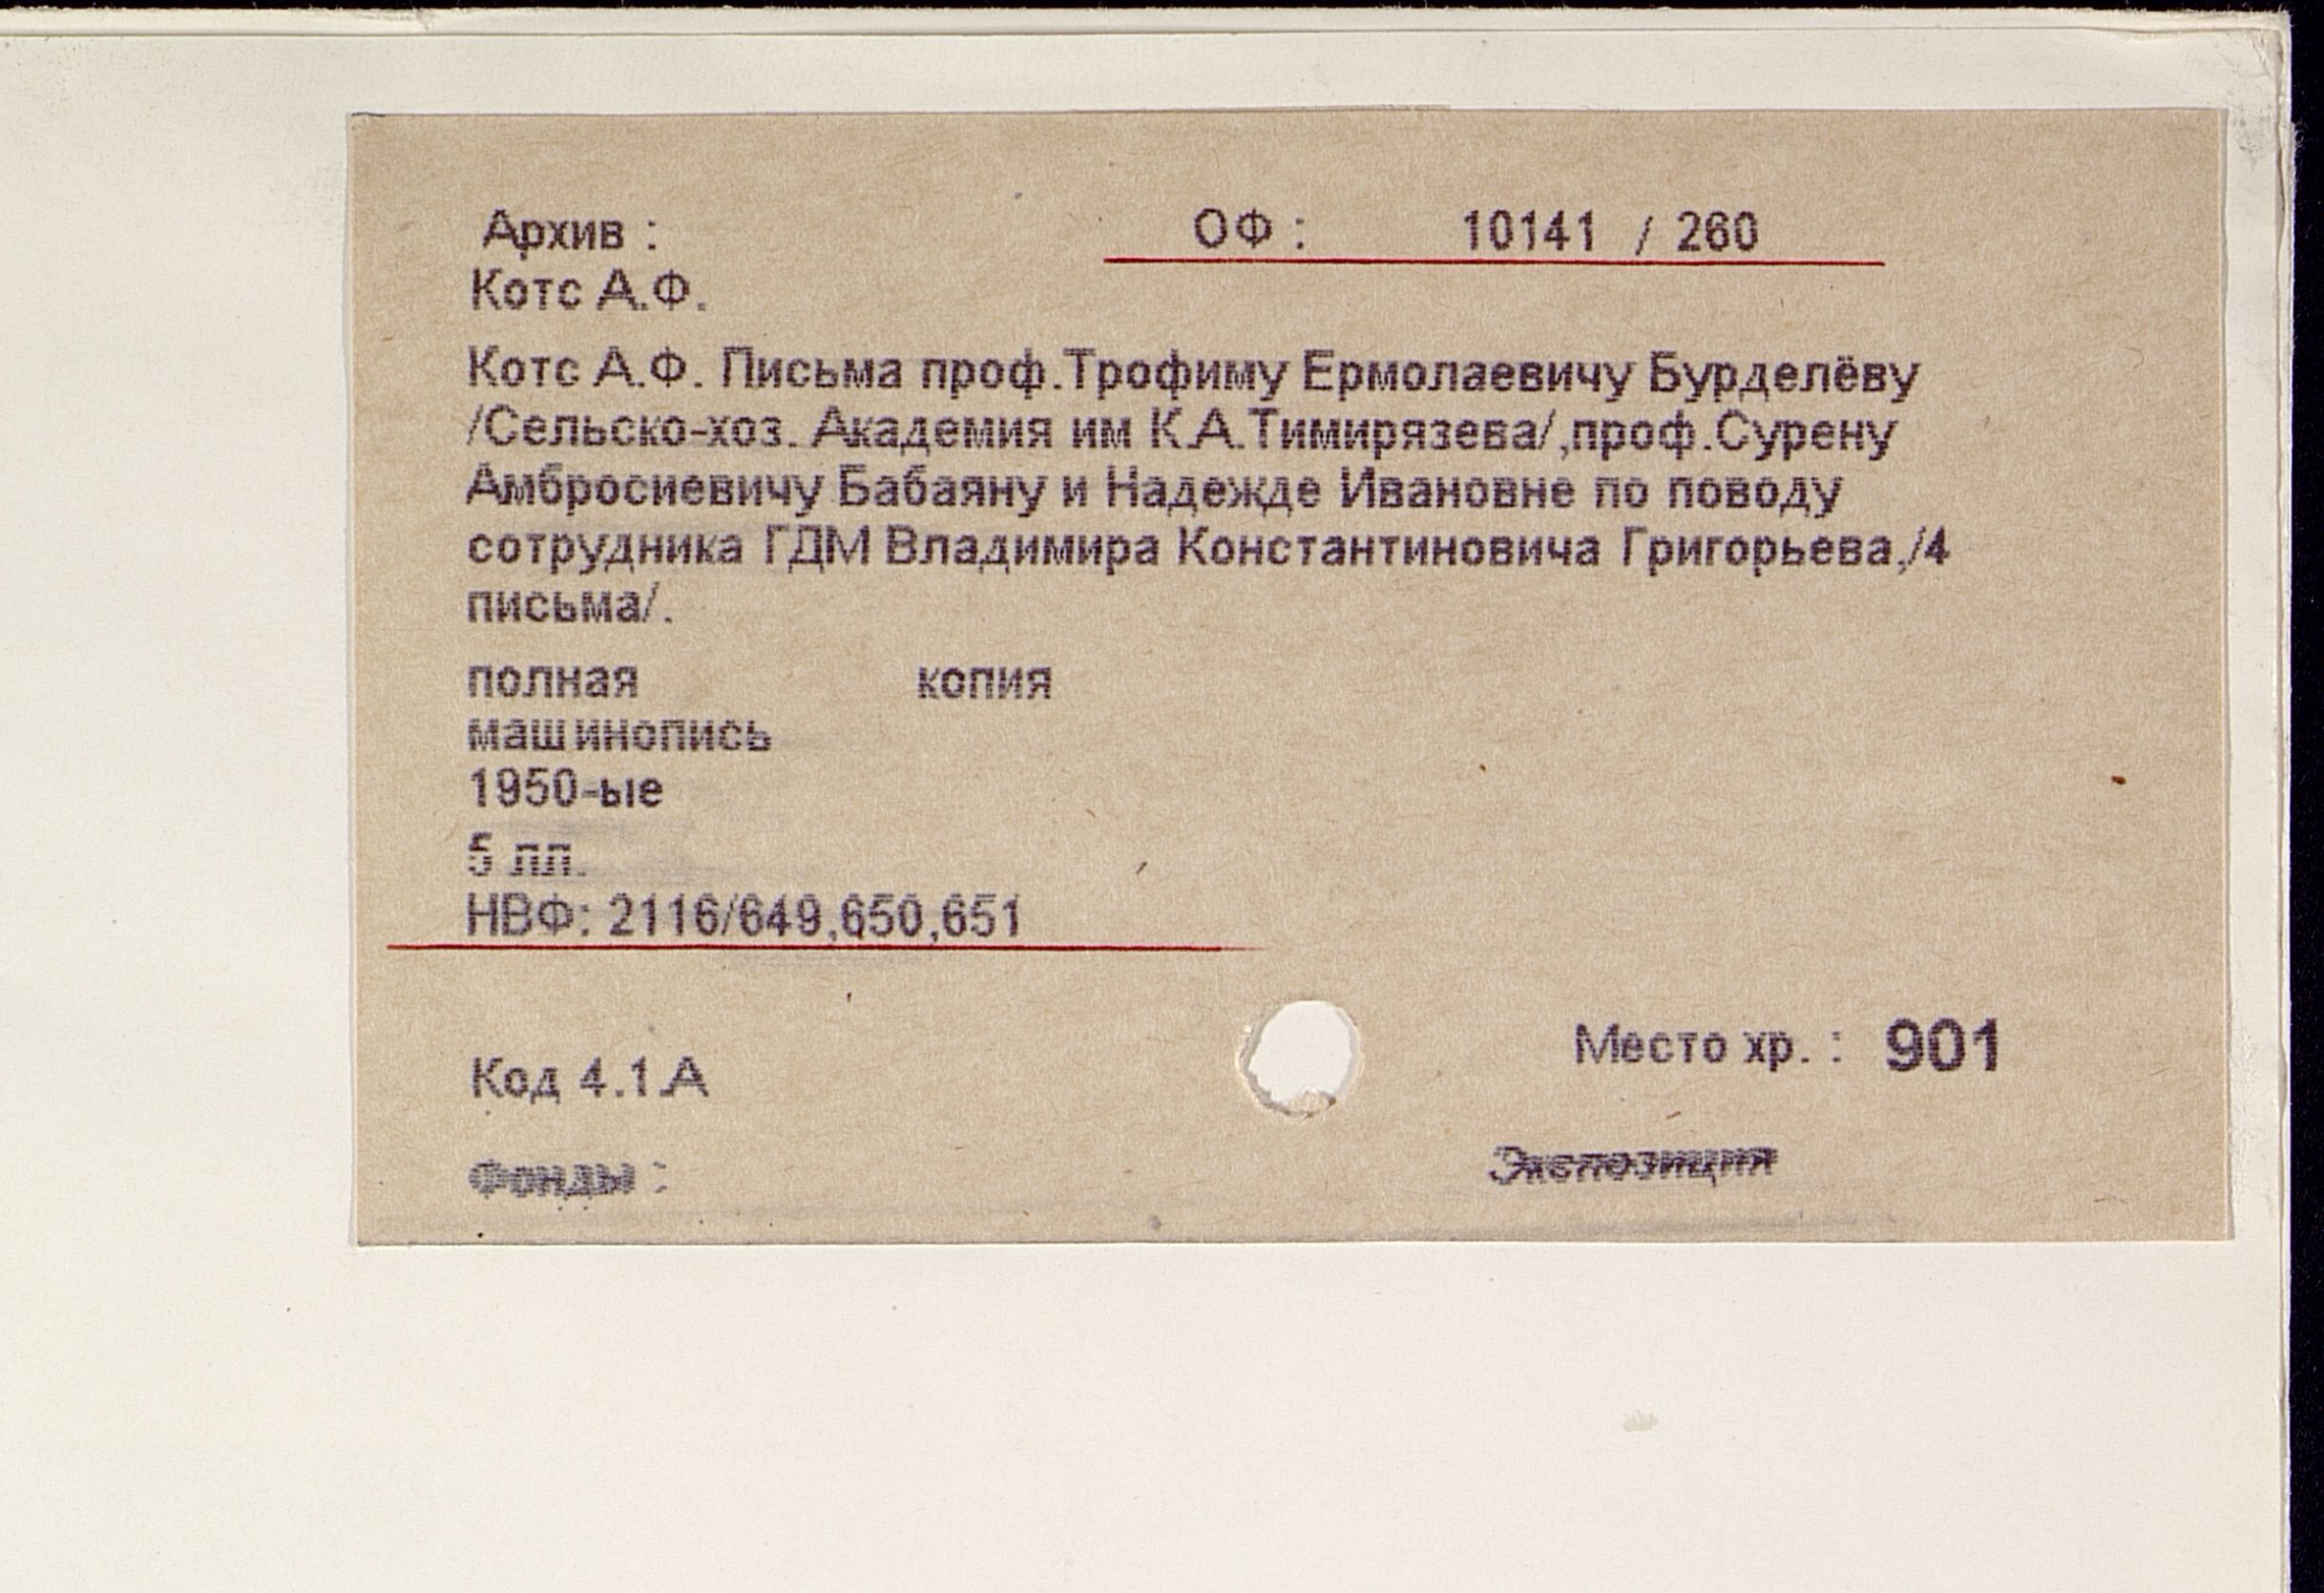 Архив : ОФ : 10141 / 260
Котс А.Ф.
Котс А.Ф. Письма проф.Трофиму Ермолаевичу Бурделёву
/Сельско-хоз. Академия им К.А.Тимирязева/,проф.Сурену
Амбросиевичу Бабаяну и Надежде Ивановне по поводу
сотрудника ГДМ Владимира Константиновича Григорьева,/4
письма/.
полная копия
машинопись
1950-ые
5 лл.
НВФ: 2116/649,650,651
Место хр. : 901
Код 4.1.А
Фонды : Экспозиция